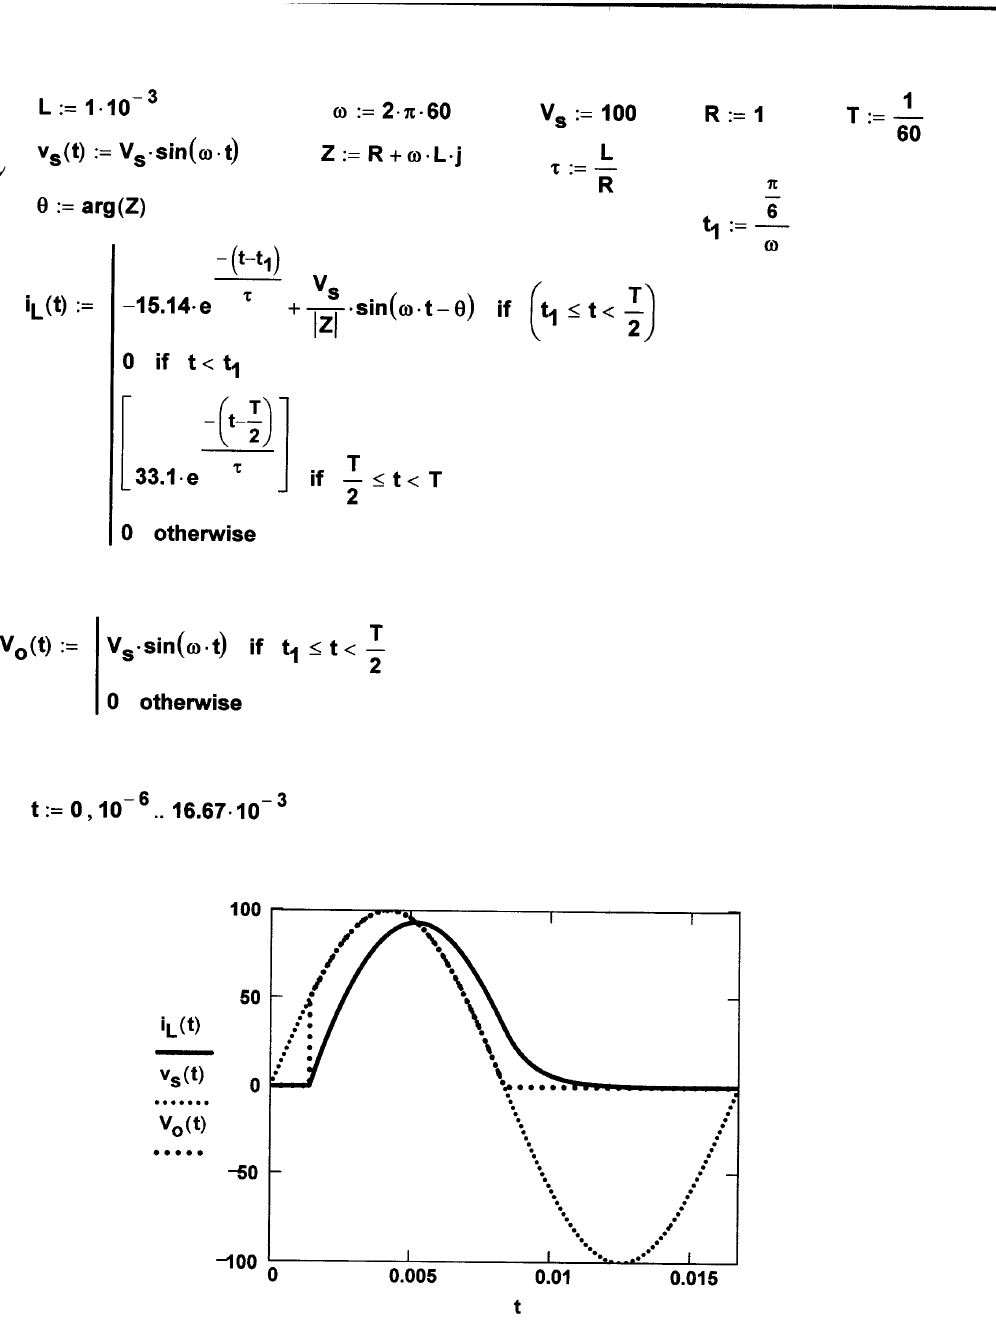 L := 1·10^-3   ω := 2·π·60   V_s := 100   R := 1   T := 1/60
v_s(t) := V_s·sin(ω·t)   Z := R + ω·L·j   τ := L/R
θ := arg(Z)   t_1 := (π/6)/ω
i_L(t) := | -15.14·e^(-(t-t_1)/τ) + V_s/|Z|·sin(ω·t-θ) if (t_1 ≤ t < T/2)
0 if t < t_1
[33.1·e^(-(t-T/2)/τ)] if T/2 ≤ t < T
0 otherwise
V_o(t) := | V_s·sin(ω·t) if t_1 ≤ t < T/2
0 otherwise
t := 0, 10^-6 .. 16.67·10^-3
100
50
i_L(t)
v_s(t)
0
V_o(t)
-50
-100
0 0.005 0.01 0.015
t